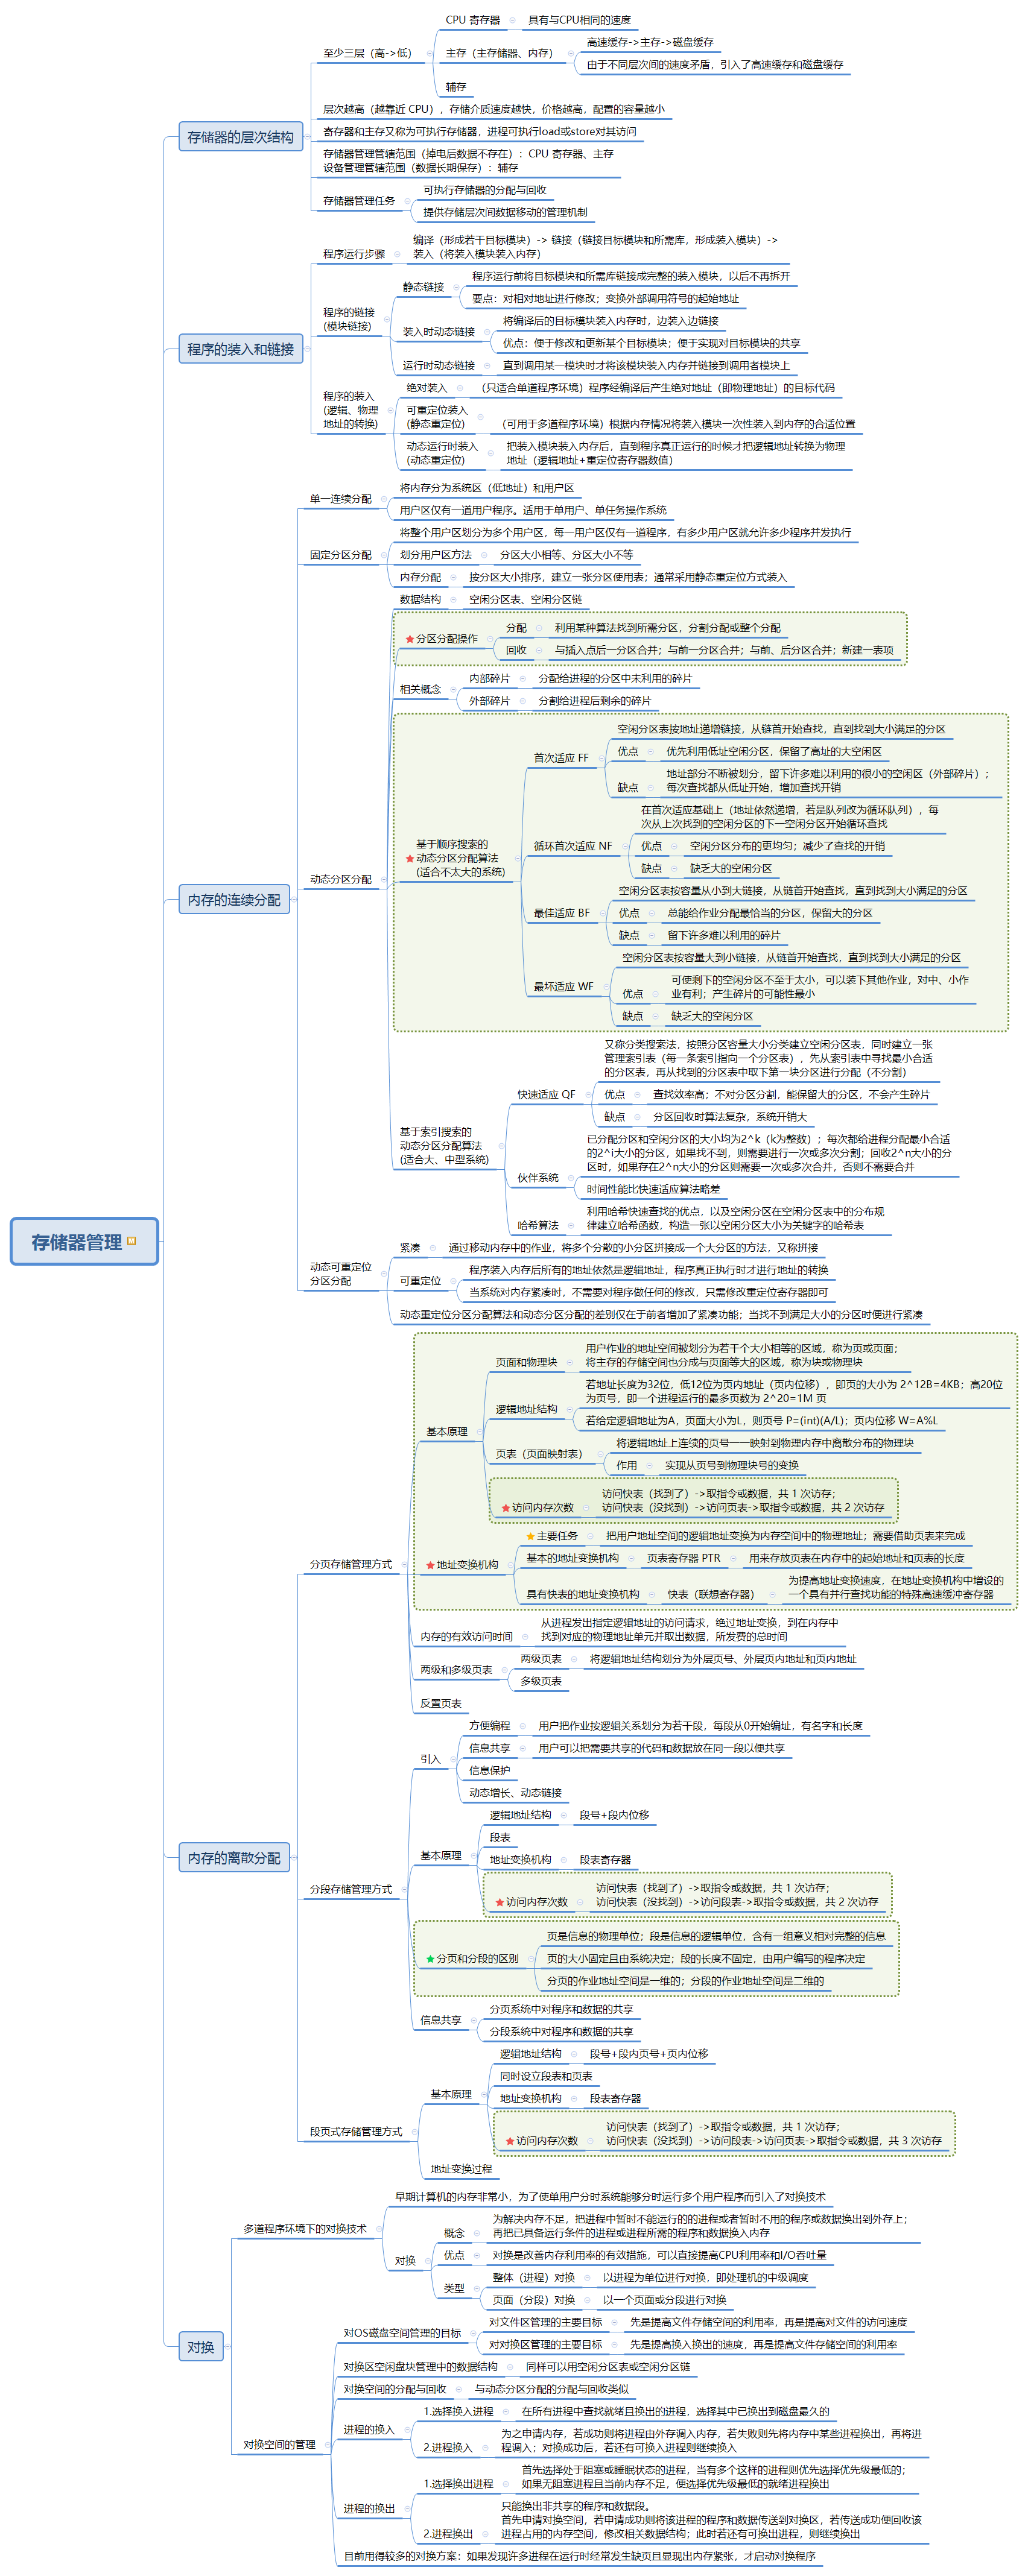 存储器管理
存储器的层次结构
至少三层（高->低）
CPU 寄存器
具有与CPU相同的速度
主存（主存储器、内存）
高速缓存->主存->磁盘缓存
由于不同层次间的速度矛盾，引入了高速缓存和磁盘缓存
辅存
层次越高（越靠近 CPU），存储介质速度越快，价格越高，配置的容量越小
寄存器和主存又称为可执行存储器，进程可执行load或store对其访问
存储器管理管辖范围（掉电后数据不存在）：CPU 寄存器、主存
设备管理管辖范围（数据长期保存）：辅存
存储器管理任务
可执行存储器的分配与回收
提供存储层次间数据移动的管理机制
程序的装入和链接
程序运行步骤
编译（形成若干目标模块）-> 链接（链接目标模块和所需库，形成装入模块）->
装入（将装入模块装入内存）
程序的链接
(模块链接)
静态链接
程序运行前将目标模块和所需库链接成完整的装入模块，以后不再拆开
要点：对相对地址进行修改；变换外部调用符号的起始地址
装入时动态链接
将编译后的目标模块装入内存时，边装入边链接
优点：便于修改和更新某个目标模块；便于实现对目标模块的共享
运行时动态链接
直到调用某一模块时才将该模块装入内存并链接到调用者模块上
程序的装入
(逻辑、物理
地址的转换)
绝对装入
（只适合单道程序环境）程序经编译后产生绝对地址（即物理地址）的目标代码
可重定位装入
(静态重定位)
（可用于多道程序环境）根据内存情况将装入模块一次性装入到内存的合适位置
动态运行时装入
(动态重定位)
把装入模块装入内存后，直到程序真正运行的时候才把逻辑地址转换为物理
地址（逻辑地址+重定位寄存器数值）
内存的连续分配
单一连续分配
将内存分为系统区（低地址）和用户区
用户区仅有一道用户程序。适用于单用户、单任务操作系统
固定分区分配
将整个用户区划分为多个用户区，每一用户区仅有一道程序，有多少用户区就允许多少程序并发执行
划分用户区方法
分区大小相等、分区大小不等
内存分配
按分区大小排序，建立一张分区使用表；通常采用静态重定位方式装入
动态分区分配
数据结构
空闲分区表、空闲分区链
分区分配操作
分配
利用某种算法找到所需分区，分割分配或整个分配
回收
与插入点后一分区合并；与前一分区合并；与前、后分区合并；新建一表项
相关概念
内部碎片
分配给进程的分区中未利用的碎片
外部碎片
分割给进程后剩余的碎片
基于顺序搜索的
动态分区分配算法
(适合不太大的系统)
首次适应 FF
空闲分区表按地址递增链接，从链首开始查找，直到找到大小满足的分区
优点
优先利用低址空闲分区，保留了高址的大空闲区
缺点
地址部分不断被划分，留下许多难以利用的很小的空闲区（外部碎片）；
每次查找都从低址开始，增加查找开销
循环首次适应 NF
在首次适应基础上（地址依然递增，若是队列改为循环队列），每
次从上次找到的空闲分区的下一空闲分区开始循环查找
优点
空闲分区分布的更均匀；减少了查找的开销
缺点
缺乏大的空闲分区
最佳适应 BF
空闲分区表按容量从小到大链接，从链首开始查找，直到找到大小满足的分区
优点
总能给作业分配最恰当的分区，保留大的分区
缺点
留下许多难以利用的碎片
最坏适应 WF
空闲分区表按容量大到小链接，从链首开始查找，直到找到大小满足的分区
优点
可使剩下的空闲分区不至于太小，可以装下其他作业，对中、小作
业有利；产生碎片的可能性最小
缺点
缺乏大的空闲分区
基于索引搜索的
动态分区分配算法
(适合大、中型系统)
快速适应 QF
又称分类搜索法，按照分区容量大小分类建立空闲分区表，同时建立一张
管理索引表（每一条索引指向一个分区表），先从索引表中寻找最小合适
的分区表，再从找到的分区表中取下第一块分区进行分配（不分割）
优点
查找效率高；不对分区分割，能保留大的分区，不会产生碎片
缺点
分区回收时算法复杂，系统开销大
伙伴系统
已分配分区和空闲分区的大小均为2^k（k为整数）；每次都给进程分配最小合适
的2^i大小的分区，如果找不到，则需要进行一次或多次分割；回收2^n大小的分
区时，如果存在2^n大小的分区则需要一次或多次合并，否则不需要合并
时间性能比快速适应算法略差
哈希算法
利用哈希快速查找的优点，以及空闲分区在空闲分区表中的分布规
律建立哈希函数，构造一张以空闲分区大小为关键字的哈希表
动态可重定位
分区分配
紧凑
通过移动内存中的作业，将多个分散的小分区拼接成一个大分区的方法，又称拼接
可重定位
程序装入内存后所有的地址依然是逻辑地址，程序真正执行时才进行地址的转换
当系统对内存紧凑时，不需要对程序做任何的修改，只需修改重定位寄存器即可
动态重定位分区分配算法和动态分区分配的差别仅在于前者增加了紧凑功能；当找不到满足大小的分区时便进行紧凑
内存的离散分配
分页存储管理方式
基本原理
页面和物理块
用户作业的地址空间被划分为若干个大小相等的区域，称为页或页面；
将主存的存储空间也分成与页面等大的区域，称为块或物理块
逻辑地址结构
若地址长度为32位，低12位为页内地址（页内位移），即页的大小为 2^12B=4KB；高20位
为页号，即一个进程运行的最多页数为 2^20=1M 页
若给定逻辑地址为A，页面大小为L，则页号 P=(int)(A/L)；页内位移 W=A%L
页表（页面映射表）
将逻辑地址上连续的页号一一映射到物理内存中离散分布的物理块
作用
实现从页号到物理块号的变换
访问内存次数
访问快表（找到了）->取指令或数据，共 1 次访存；
访问快表（没找到）->访问页表->取指令或数据，共 2 次访存
地址变换机构
主要任务
把用户地址空间的逻辑地址变换为内存空间中的物理地址；需要借助页表来完成
基本的地址变换机构
页表寄存器 PTR
用来存放页表在内存中的起始地址和页表的长度
具有快表的地址变换机构
快表（联想寄存器）
为提高地址变换速度，在地址变换机构中增设的
一个具有并行查找功能的特殊高速缓冲寄存器
内存的有效访问时间
从进程发出指定逻辑地址的访问请求，绝过地址变换，到在内存中
找到对应的物理地址单元并取出数据，所发费的总时间
两级和多级页表
两级页表
将逻辑地址结构划分为外层页号、外层页内地址和页内地址
多级页表
反置页表
分段存储管理方式
引入
方便编程
用户把作业按逻辑关系划分为若干段，每段从0开始编址，有名字和长度
信息共享
用户可以把需要共享的代码和数据放在同一段以便共享
信息保护
动态增长、动态链接
基本原理
逻辑地址结构
段号+段内位移
段表
地址变换机构
段表寄存器
访问内存次数
访问快表（找到了）->取指令或数据，共 1 次访存；
访问快表（没找到）->访问段表->取指令或数据，共 2 次访存
分页和分段的区别
页是信息的物理单位；段是信息的逻辑单位，含有一组意义相对完整的信息
页的大小固定且由系统决定；段的长度不固定，由用户编写的程序决定
分页的作业地址空间是一维的；分段的作业地址空间是二维的
信息共享
分页系统中对程序和数据的共享
分段系统中对程序和数据的共享
段页式存储管理方式
基本原理
逻辑地址结构
段号+段内页号+页内位移
同时设立段表和页表
地址变换机构
段表寄存器
访问内存次数
访问快表（找到了）->取指令或数据，共 1 次访存；
访问快表（没找到）->访问段表->访问页表->取指令或数据，共 3 次访存
地址变换过程
对换
多道程序环境下的对换技术
早期计算机的内存非常小，为了使单用户分时系统能够分时运行多个用户程序而引入了对换技术
对换
概念
为解决内存不足，把进程中暂时不能运行的的进程或者暂时不用的程序或数据换出到外存上；
再把已具备运行条件的进程或进程所需的程序和数据换入内存
优点
对换是改善内存利用率的有效措施，可以直接提高CPU利用率和I/O吞吐量
类型
整体（进程）对换
以进程为单位进行对换，即处理机的中级调度
页面（分段）对换
以一个页面或分段进行对换
对换空间的管理
对OS磁盘空间管理的目标
对文件区管理的主要目标
先是提高文件存储空间的利用率，再是提高对文件的访问速度
对对换区管理的主要目标
先是提高换入换出的速度，再是提高文件存储空间的利用率
对换区空闲盘块管理中的数据结构
同样可以用空闲分区表或空闲分区链
对换空间的分配与回收
与动态分区分配的分配与回收类似
进程的换入
1.选择换入进程
在所有进程中查找就绪且换出的进程，选择其中已换出到磁盘最久的
2.进程换入
为之申请内存，若成功则将进程由外存调入内存，若失败则先将内存中某些进程换出，再将进
程调入；对换成功后，若还有可换入进程则继续换入
进程的换出
1.选择换出进程
首先选择处于阻塞或睡眠状态的进程，当有多个这样的进程则优先选择优先级最低的；
如果无阻塞进程且当前内存不足，便选择优先级最低的就绪进程换出
2.进程换出
只能换出非共享的程序和数据段。
首先申请对换空间，若申请成功则将该进程的程序和数据传送到对换区，若传送成功便回收该
进程占用的内存空间，修改相关数据结构；此时若还有可换出进程，则继续换出
目前用得较多的对换方案：如果发现许多进程在运行时经常发生缺页且显现出内存紧张，才启动对换程序